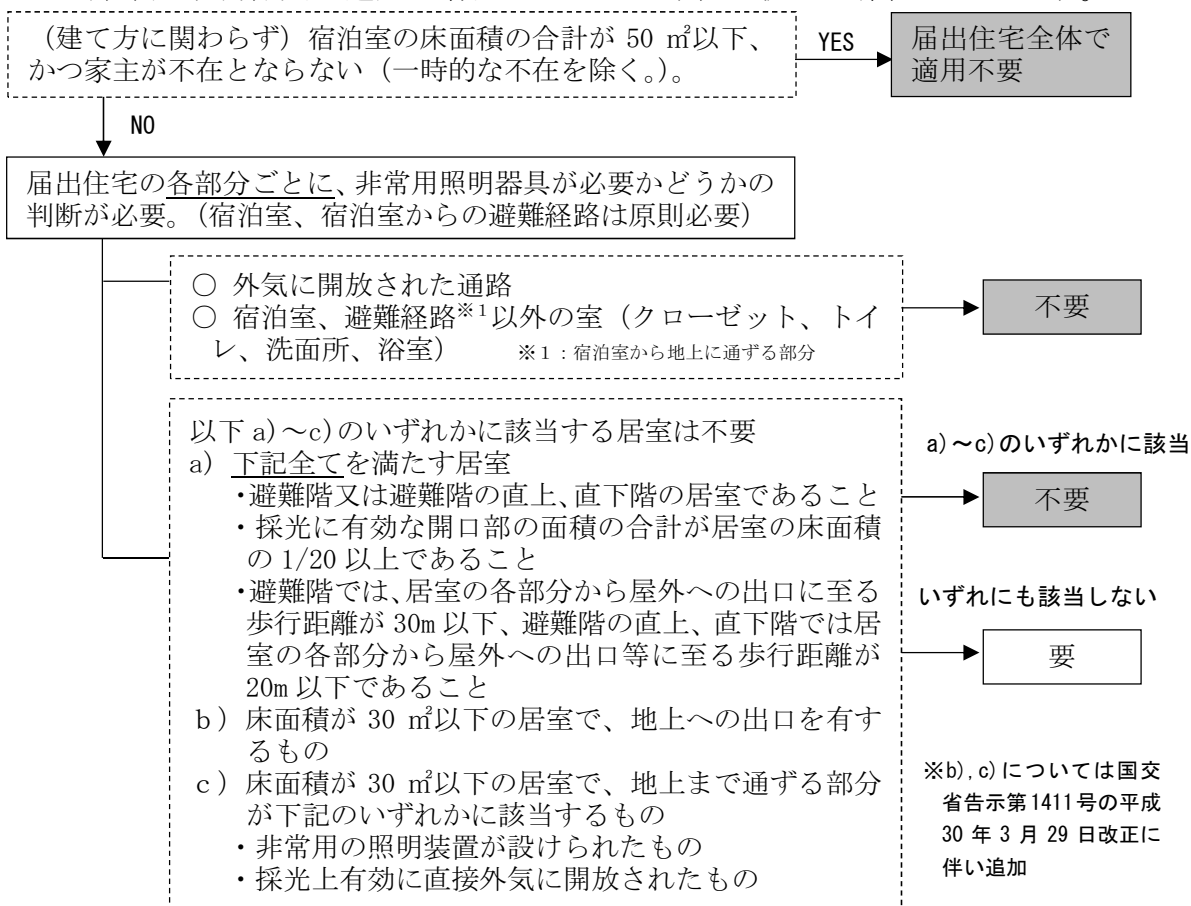 （建て方に関わらず）宿泊室の床面積の合計が 50 ㎡以下、
かつ家主が不在とならない（一時的な不在を除く。）。
YES
届出住宅全体で
適用不要
NO
届出住宅の各部分ごとに、非常用照明器具が必要かどうかの
判断が必要。（宿泊室、宿泊室からの避難経路は原則必要）
○ 外気に開放された通路
○ 宿泊室、避難経路※1以外の室（クローゼット、トイ
レ、洗面所、浴室） ※１：宿泊室から地上に通ずる部分
不要
以下 a)～c)のいずれかに該当する居室は不要
a) 下記全てを満たす居室
・避難階又は避難階の直上、直下階の居室であること
・採光に有効な開口部の面積の合計が居室の床面積
の 1/20 以上であること
・避難階では、居室の各部分から屋外への出口に至る
歩行距離が 30m 以下、避難階の直上、直下階では居
室の各部分から屋外への出口等に至る歩行距離が
20m 以下であること
ｂ）床面積が 30 ㎡以下の居室で、地上への出口を有す
るもの
ｃ）床面積が 30 ㎡以下の居室で、地上まで通ずる部分
が下記のいずれかに該当するもの
・非常用の照明装置が設けられたもの
・採光上有効に直接外気に開放されたもの
a)～c)のいずれかに該当
不要
いずれにも該当しない
要
※b),c)については国交
省告示第1411号の平成
30 年 3 月 29 日改正に
伴い追加